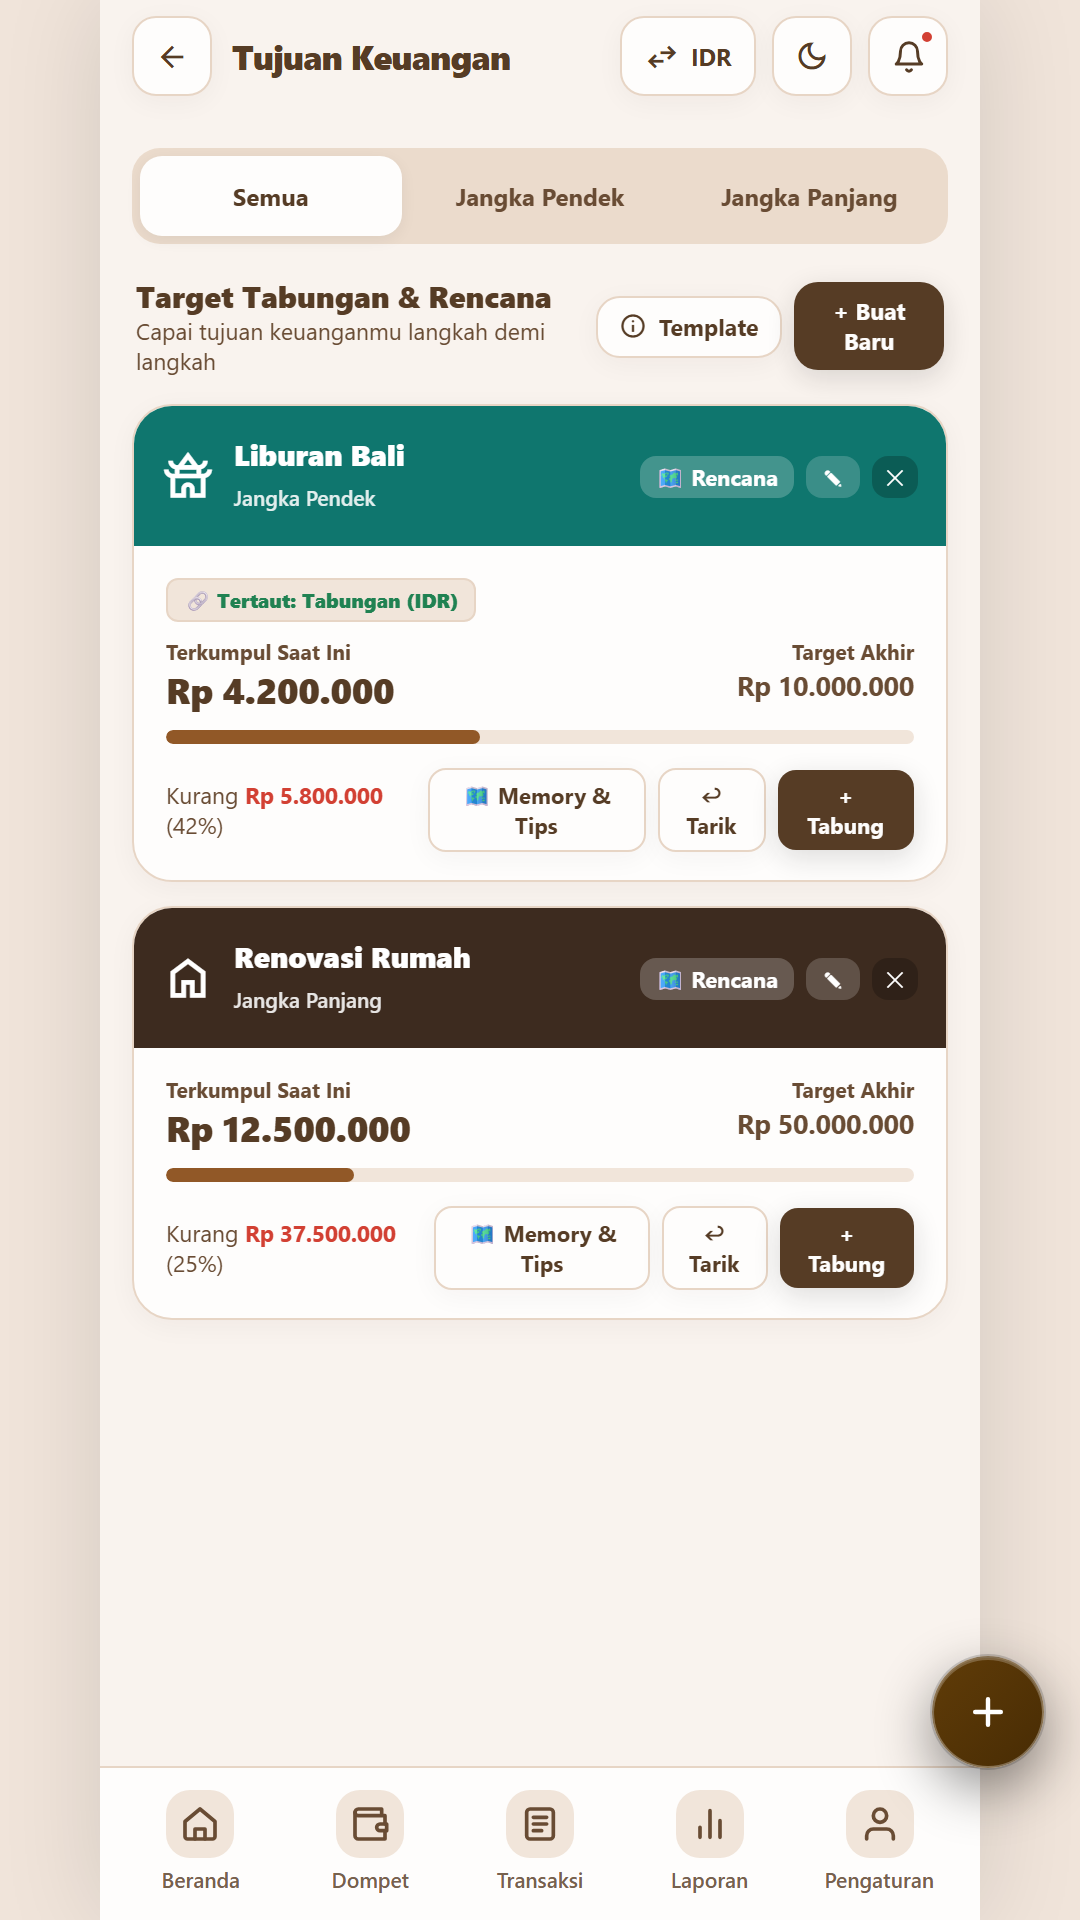 Tujuan Keuangan
IDR
Semua
Jangka Pendek
Jangka Panjang
Target Tabungan & Rencana
Capai tujuan keuanganmu langkah demi
langkah
Template
+ Buat
Baru
Liburan Bali
Jangka Pendek
Rencana
Tertaut: Tabungan (IDR)
Terkumpul Saat Ini
Target Akhir
Rp 4.200.000
Rp 10.000.000
Kurang Rp 5.800.000
(42%)
Memory &
Tips
Tarik
+
Tabung
Renovasi Rumah
Jangka Panjang
Rencana
Terkumpul Saat Ini
Target Akhir
Rp 12.500.000
Rp 50.000.000
Kurang Rp 37.500.000
(25%)
Memory &
Tips
Tarik
+
Tabung
Beranda
Dompet
Transaksi
Laporan
Pengaturan